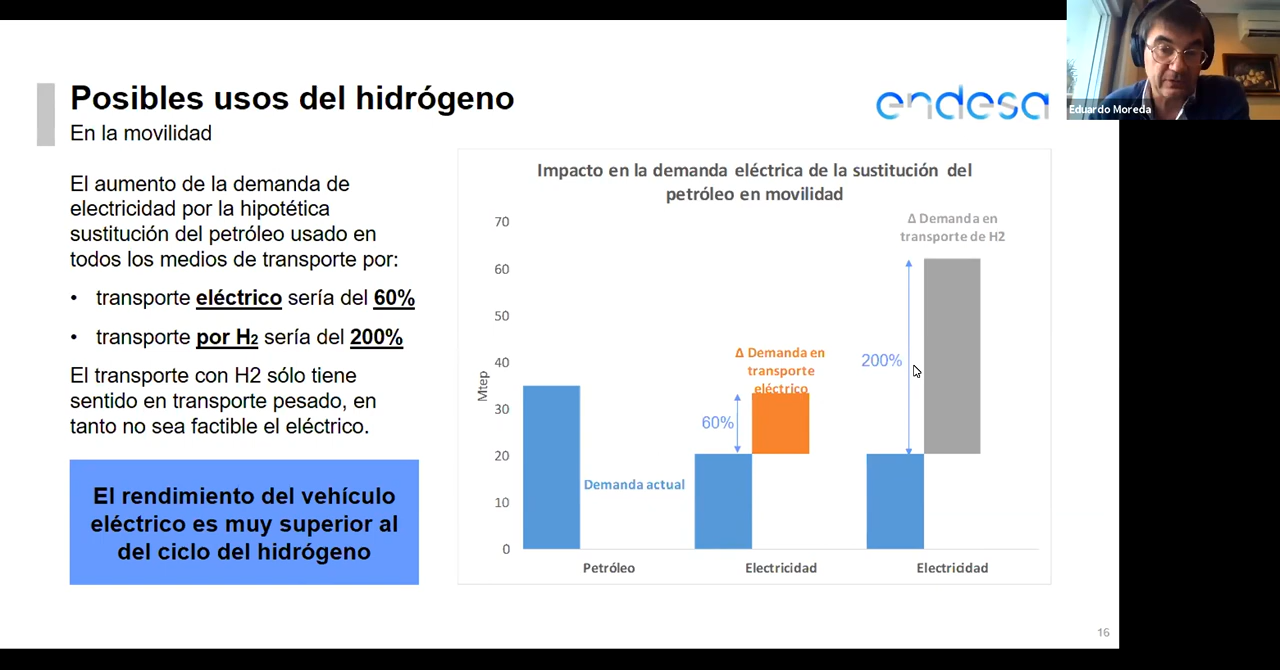 Posibles usos del hidrógeno
En la movilidad
endesa
Eduardo Moreda
El aumento de la demanda de
electricidad por la hipotética
sustitución del petróleo usado en
todos los medios de transporte por:
• transporte eléctrico sería del 60%
• transporte por H2 sería del 200%
El transporte con H2 sólo tiene
sentido en transporte pesado, en
tanto no sea factible el eléctrico.
El rendimiento del vehículo
eléctrico es muy superior al
del ciclo del hidrógeno
Impacto en la demanda eléctrica de la sustitución del
petróleo en movilidad
Mtep
70
60
50
40
30
20
10
0
Demanda actual
60%
Δ Demanda en
transporte
eléctrico
200%
Δ Demanda en
transporte de H2
Petróleo
Electricidad
Electricidad
16